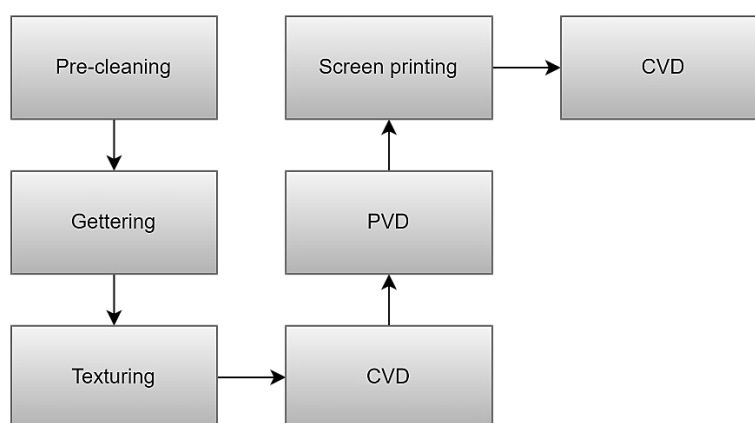 Pre-cleaning
Gettering
Texturing
CVD
PVD
Screen printing
CVD